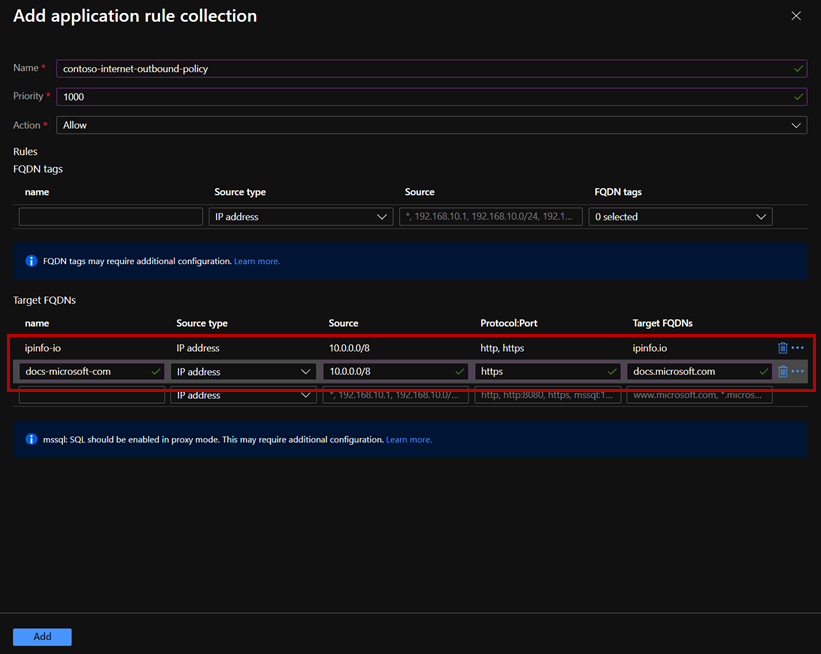 Add application rule collection
Name *
contoso-internet-outbound-policy
Priority *
1000
Action *
Allow
Rules
FQDN tags
name Source type Source FQDN tags
IP address *, 192.168.10.1, 192.168.10.0/24, 192.1... 0 selected
FQDN tags may require additional configuration. Learn more.
Target FQDNs
name Source type Source Protocol:Port Target FQDNs
ipinfo-io IP address 10.0.0.0/8 http, https ipinfo.io
docs-microsoft-com IP address 10.0.0.0/8 https docs.microsoft.com
IP address *, 192.168.10.1, 192.168.10.0/... http, http:8080, https, mssql:1... www.microsoft.com, *.micros...
mssql: SQL should be enabled in proxy mode. This may require additional configuration. Learn more.
Add